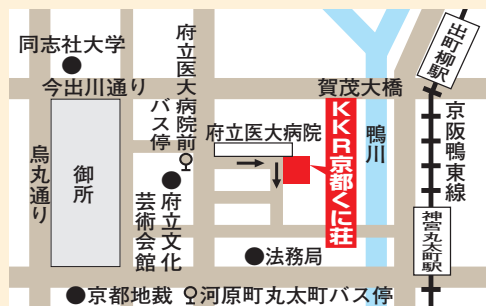 同志社大学
今出川通り
賀茂大橋
出町柳駅
府立医大病院前
バス停
府立医大病院
KKR京都くに荘
鴨川
京阪鴨東線
烏丸通り
御所
府立文化
芸術会館
神宮丸太町駅
法務局
京都地裁
河原町丸太町バス停